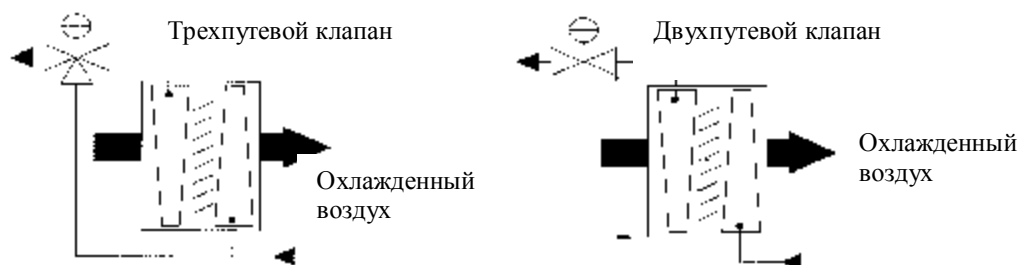 Трехпутевой клапан
Двухпутевой клапан
Охлажденный
воздух
Охлажденный
воздух